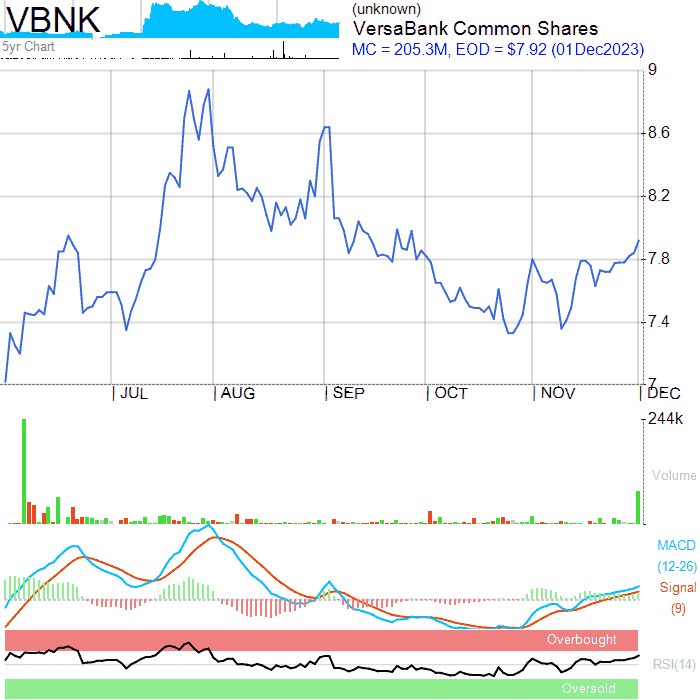 VBNK
5yr Chart
(unknown)
VersaBank Common Shares
MC = 205.3M, EOD = $7.92 (01Dec2023)
9
8.6
8.2
7.8
7.4
7
JUL AUG SEP OCT NOV DEC
244k
Volume
MACD
(12-26)
Signal
(9)
Overbought
RSI(14)
Oversold